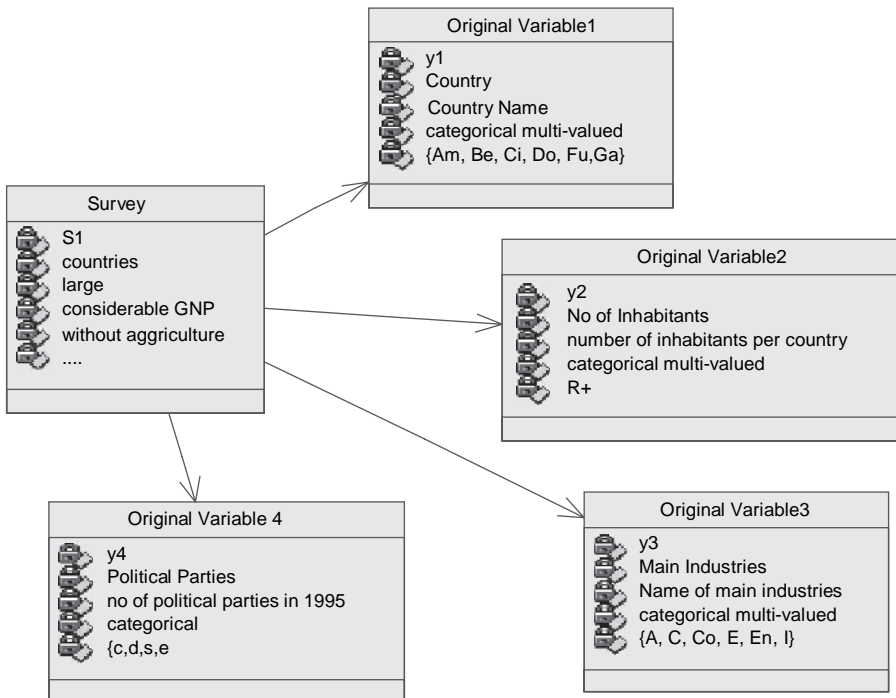 Original Variable1
y1
Country
Country Name
categorical multi-valued
{Am, Be, Ci, Do, Fu,Ga}
Survey
S1
countries
large
considerable GNP
without aggriculture
....
Original Variable2
y2
No of Inhabitants
number of inhabitants per country
categorical multi-valued
R+
Original Variable 4
y4
Political Parties
no of political parties in 1995
categorical
{c,d,s,e
Original Variable3
y3
Main Industries
Name of main industries
categorical multi-valued
{A, C, Co, E, En, I}